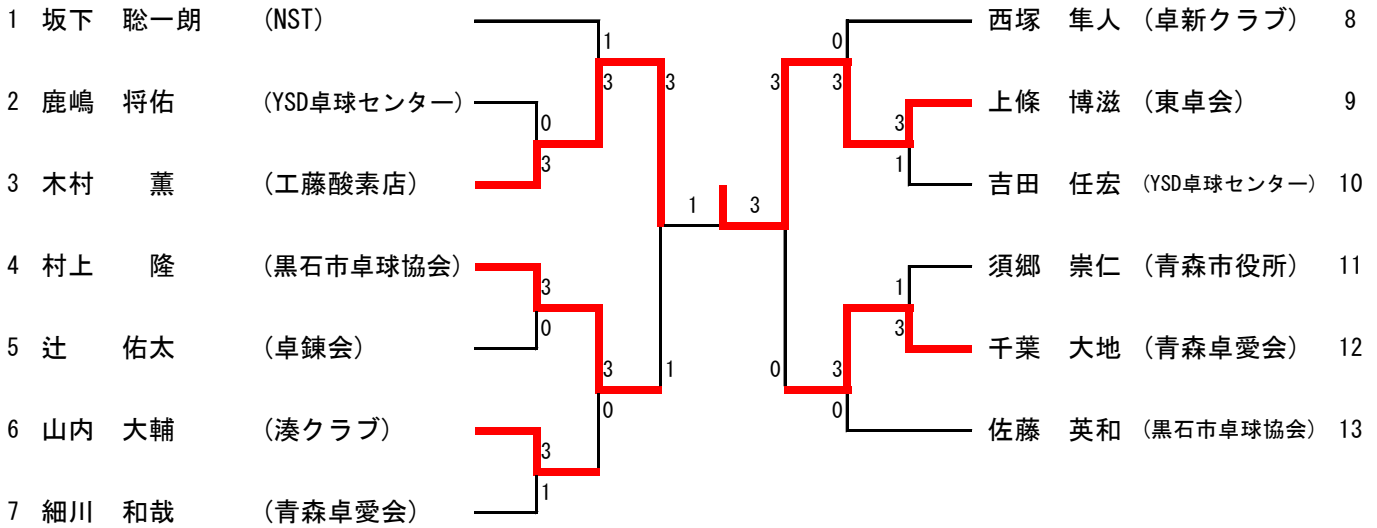 1 坂下 聡一朗 (NST) 西塚 隼人 (卓新クラブ) 8
1 0
3 3 3 3
2 鹿嶋 将佑 (YSD卓球センター) 上條 博滋 (東卓会) 9
0 3
3 1
3 木村 薫 (工藤酸素店) 吉田 任宏 (YSD卓球センター) 10
1 3
4 村上 隆 (黒石市卓球協会) 須郷 崇仁 (青森市役所) 11
3 1
0 3
5 辻 佑太 (卓錬会) 千葉 大地 (青森卓愛会) 12
3 1 0 3
0 0
6 山内 大輔 (湊クラブ) 佐藤 英和 (黒石市卓球協会) 13
3
1
7 細川 和哉 (青森卓愛会)